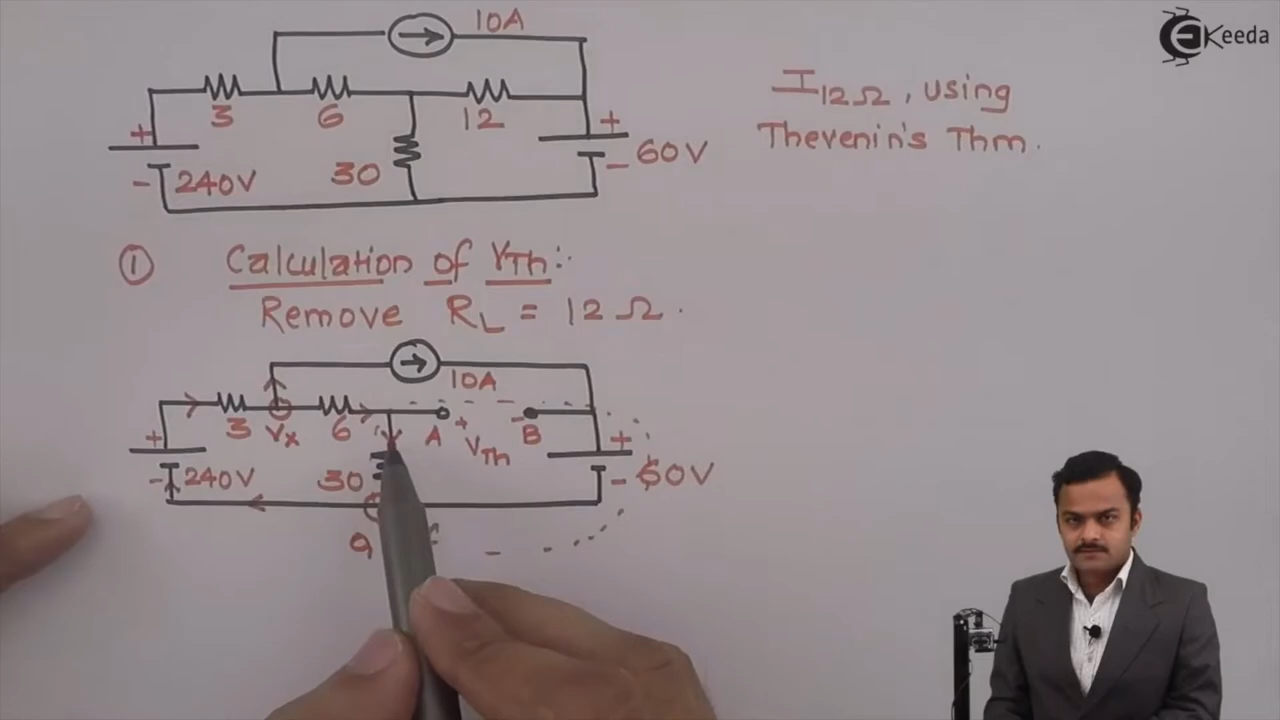 10A
EKeeda
3 6 12
I12Ω, using
Thevenin's Thm.
+ - 240V
30
+ - 60V
① Calculation of VTh:
Remove RL = 12 Ω.
10A
3 Vx 6 A + VTh - B
+ - 240V
30
+ - 60V